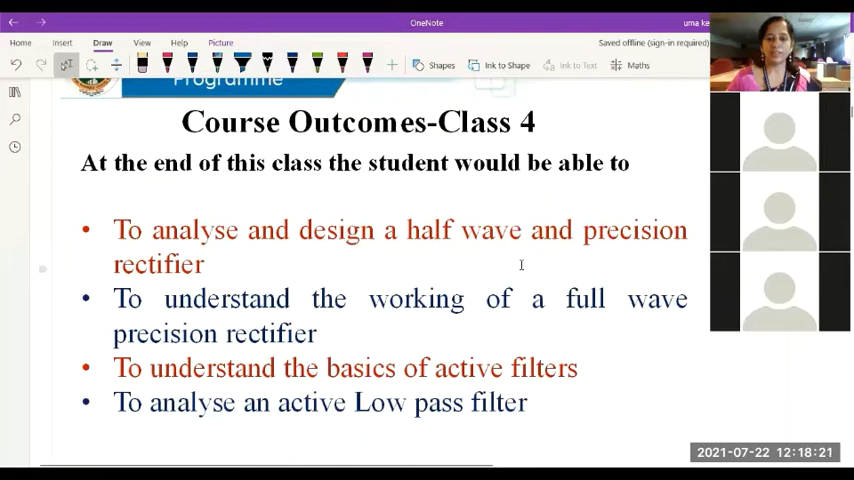 OneNote
uma ke
Home Insert Draw View Help Picture
Saved offline (sign-in required)
Shapes Ink to Shape Ink to Text Maths
Programme
Course Outcomes-Class 4
At the end of this class the student would be able to
• To analyse and design a half wave and precision
rectifier
• To understand the working of a full wave
precision rectifier
• To understand the basics of active filters
• To analyse an active Low pass filter
2021-07-22 12:18:21